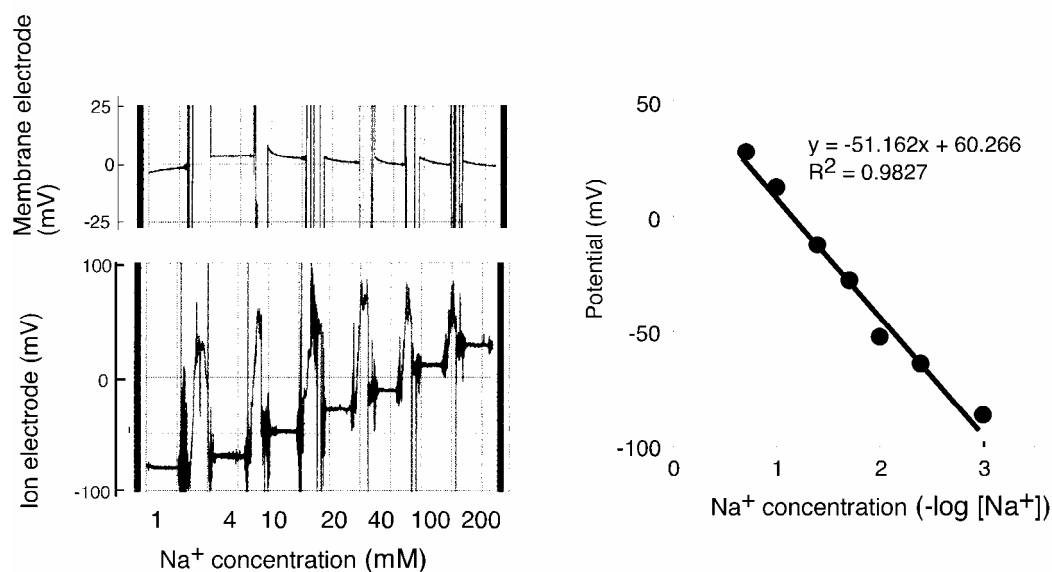 Membrane electrode
(mV)
25
0
-25
Ion electrode (mV)
100
0
-100
1 4 10 20 40 100 200
Na+ concentration (mM)
Potential (mV)
50
0
-50
-100
y = -51.162x + 60.266
R2 = 0.9827
0 1 2 3
Na+ concentration (-log [Na+])